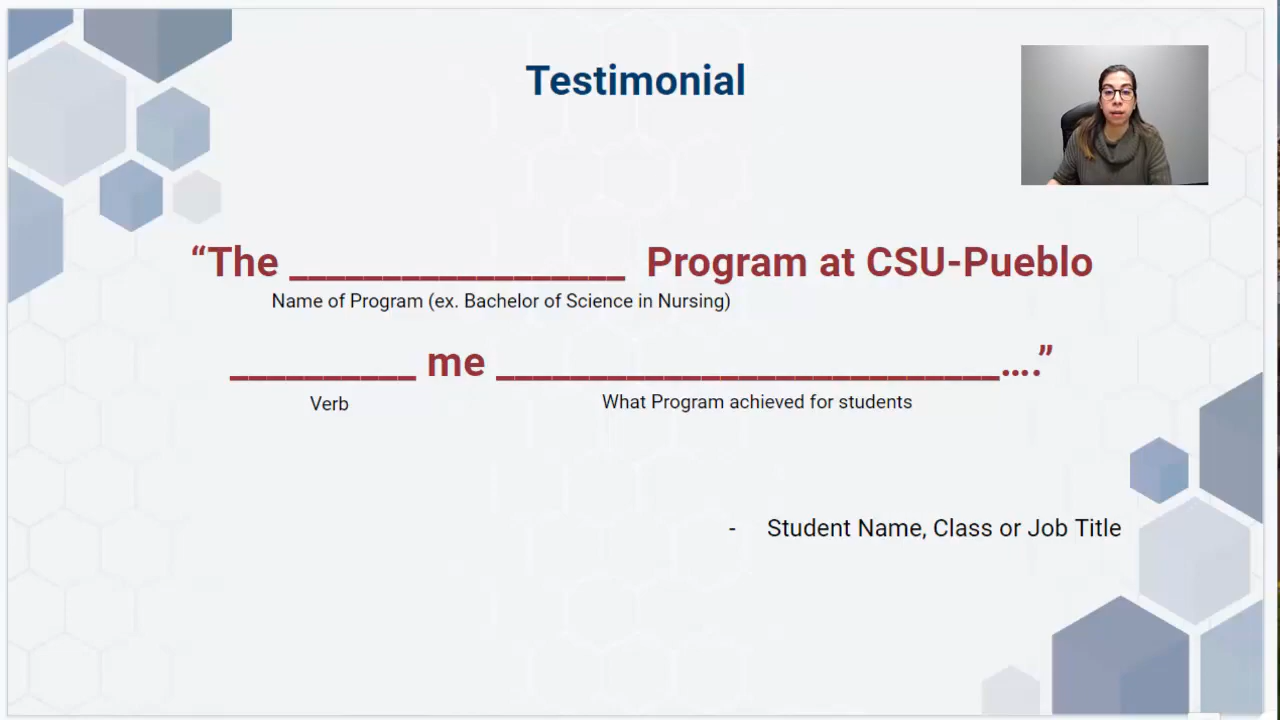 Testimonial
“The __________________ Program at CSU-Pueblo
Name of Program (ex. Bachelor of Science in Nursing)
__________ me ___________________________….”
Verb What Program achieved for students
- Student Name, Class or Job Title